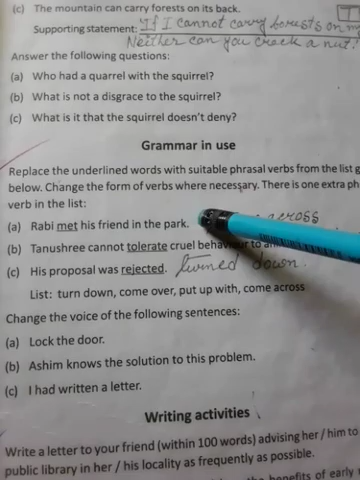 (c) The mountain can carry forests on its back.
Supporting statement: "If I cannot carry forests on my
Neither can you crack a nut."
Answer the following questions:
(a) Who had a quarrel with the squirrel?
(b) What is not a disgrace to the squirrel?
(c) What is it that the squirrel doesn't deny?
Grammar in use
Replace the underlined words with suitable phrasal verbs from the list g
below. Change the form of verbs where necessary. There is one extra ph
verb in the list:
(a) Rabi met his friend in the park. across
(b) Tanushree cannot tolerate cruel behaviour to
(c) His proposal was rejected. turned down.
List: turn down, come over, put up with, come across
Change the voice of the following sentences:
(a) Lock the door.
(b) Ashim knows the solution to this problem.
(c) I had written a letter.
Writing activities
Write a letter to your friend (within 100 words) advising her / him to
public library in her / his locality as frequently as possible.
benefits of early